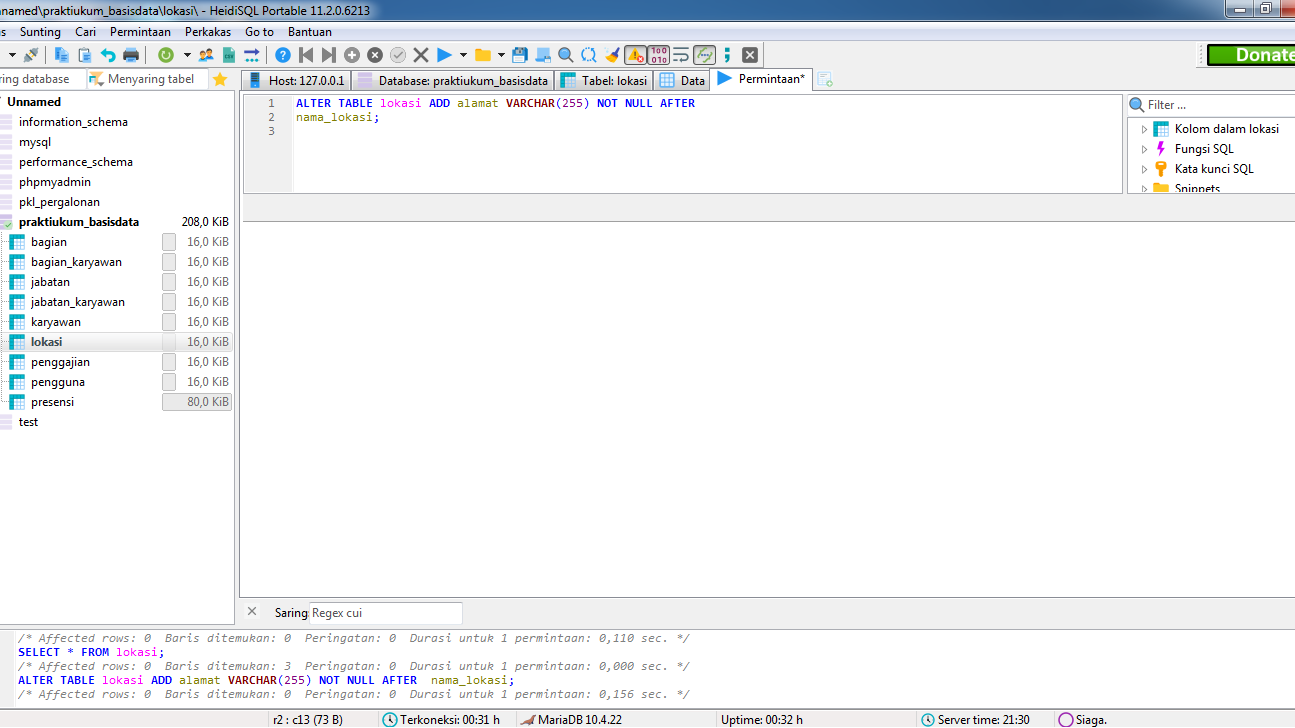 nnamed\praktiukum_basisdata\lokasi\ - HeidiSQL Portable 11.2.0.6213
s Sunting Cari Permintaan Perkakas Go to Bantuan
Donate
ring database Menyaring tabel Host: 127.0.0.1 Database: praktiukum_basisdata Tabel: lokasi Data Permintaan*
Unnamed
information_schema
mysql
performance_schema
phpmyadmin
pkl_pergalonan
praktiukum_basisdata 208,0 KiB
bagian 16,0 KiB
bagian_karyawan 16,0 KiB
jabatan 16,0 KiB
jabatan_karyawan 16,0 KiB
karyawan 16,0 KiB
lokasi 16,0 KiB
penggajian 16,0 KiB
pengguna 16,0 KiB
presensi 80,0 KiB
test
1 ALTER TABLE lokasi ADD alamat VARCHAR(255) NOT NULL AFTER
2 nama_lokasi;
3
Filter ...
Kolom dalam lokasi
Fungsi SQL
Kata kunci SQL
Snippets
Saring: Regex cui
/* Affected rows: 0  Baris ditemukan: 0  Peringatan: 0  Durasi untuk 1 permintaan: 0,110 sec. */
SELECT * FROM lokasi;
/* Affected rows: 0  Baris ditemukan: 3  Peringatan: 0  Durasi untuk 1 permintaan: 0,000 sec. */
ALTER TABLE lokasi ADD alamat VARCHAR(255) NOT NULL AFTER  nama_lokasi;
/* Affected rows: 0  Baris ditemukan: 0  Peringatan: 0  Durasi untuk 1 permintaan: 0,156 sec. */
r2 : c13 (73 B) Terkoneksi: 00:31 h MariaDB 10.4.22 Uptime: 00:32 h Server time: 21:30 Siaga.